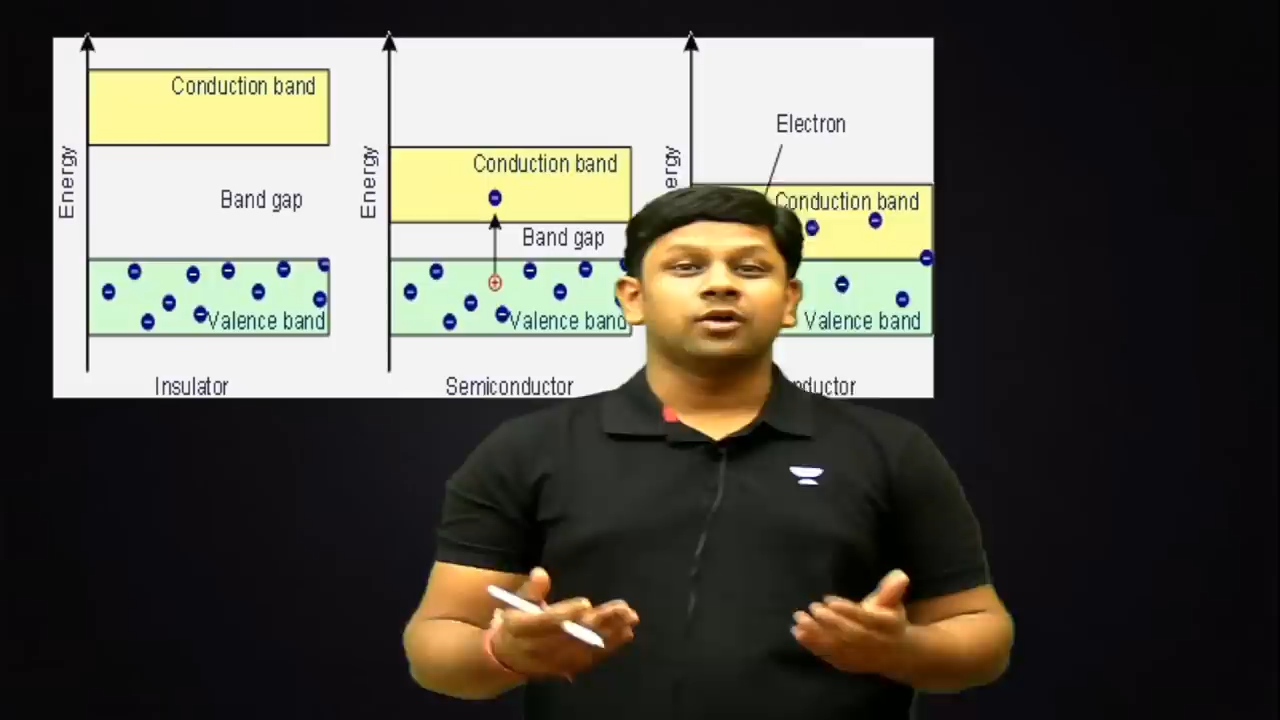 Energy
Conduction band
Band gap
Valence band
Insulator
Energy
Conduction band
Band gap
Valence band
Semiconductor
Electron
Conduction band
Valence band